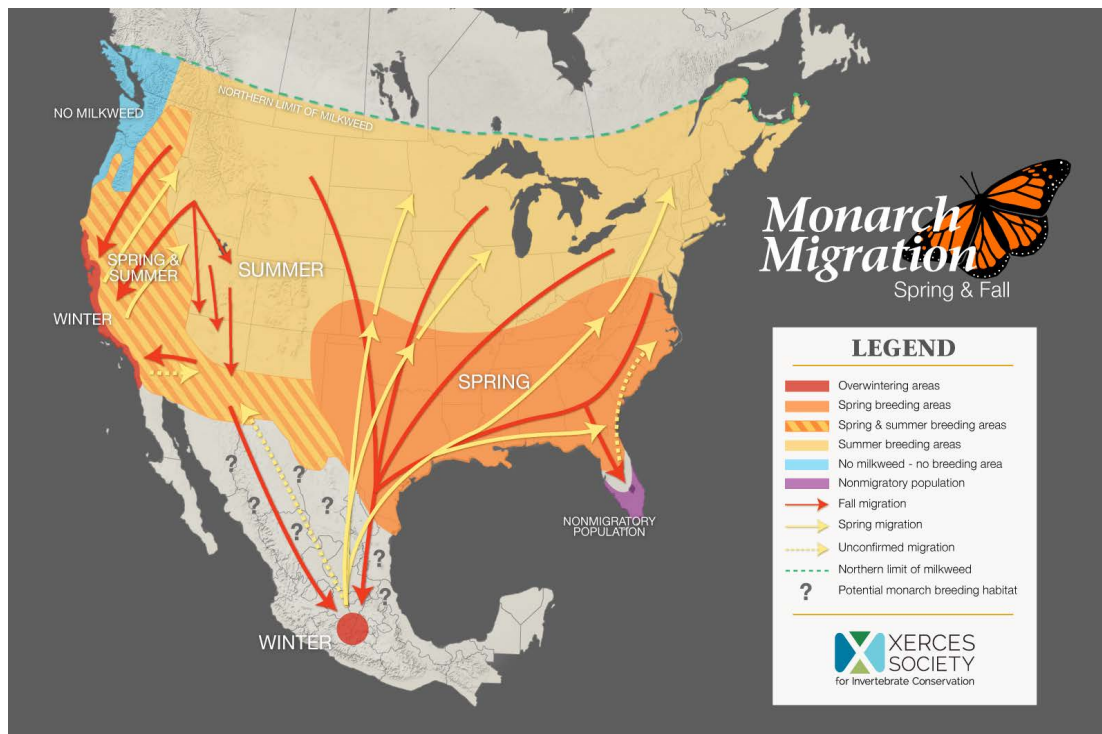 NO MILKWEED
NORTHERN LIMIT OF MILKWEED
SPRING &
SUMMER
SUMMER
WINTER
SPRING
NONMIGRATORY
POPULATION
WINTER
?
?
?
?
?
?
?
Monarch
Migration
Spring & Fall
LEGEND
Overwintering areas
Spring breeding areas
Spring & summer breeding areas
Summer breeding areas
No milkweed - no breeding area
Nonmigratory population
Fall migration
Spring migration
Unconfirmed migration
Northern limit of milkweed
? Potential monarch breeding habitat
XERCES
SOCIETY
for Invertebrate Conservation